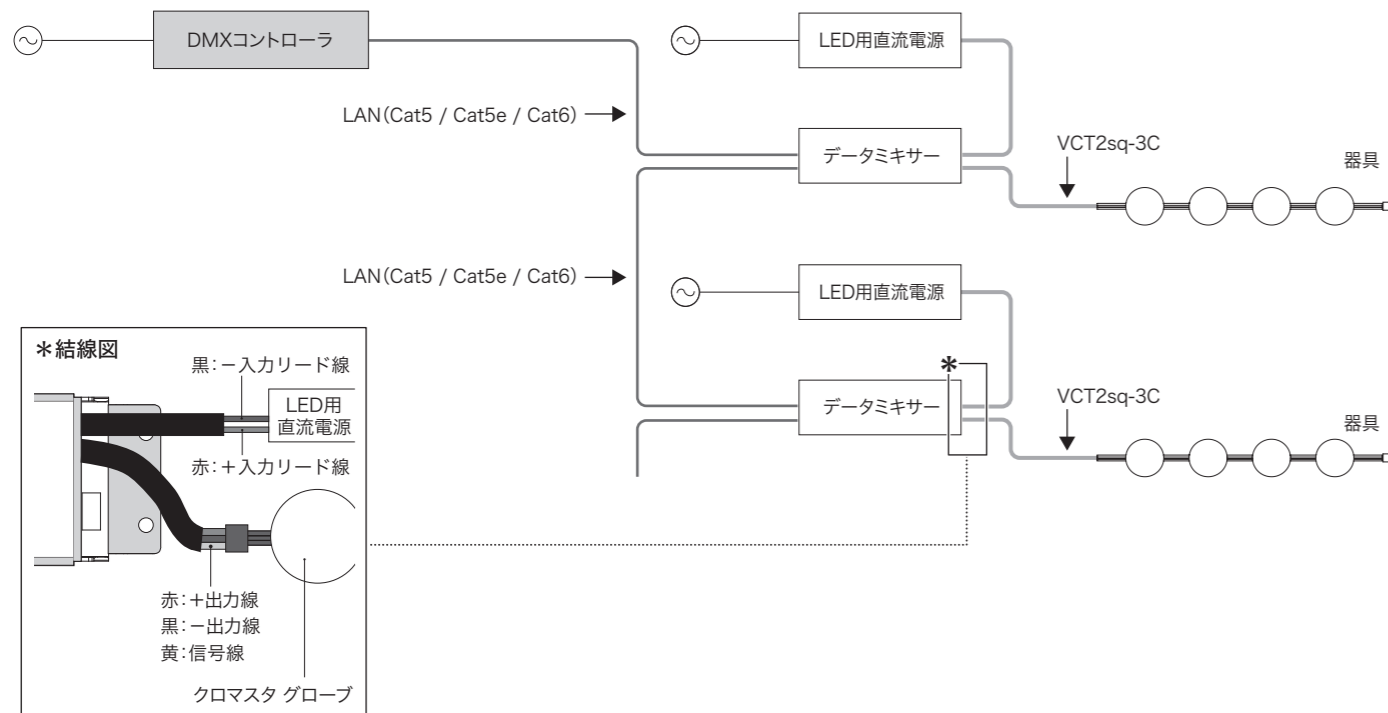 DMXコントローラ
LED用直流電源
LAN(Cat5 / Cat5e / Cat6)
データミキサー
VCT2sq-3C
器具
LAN(Cat5 / Cat5e / Cat6)
LED用直流電源
*
データミキサー
VCT2sq-3C
器具
*結線図
黒:−入力リード線
LED用
直流電源
赤:+入力リード線
赤:+出力線
黒:−出力線
黄:信号線
クロマスタ グローブ